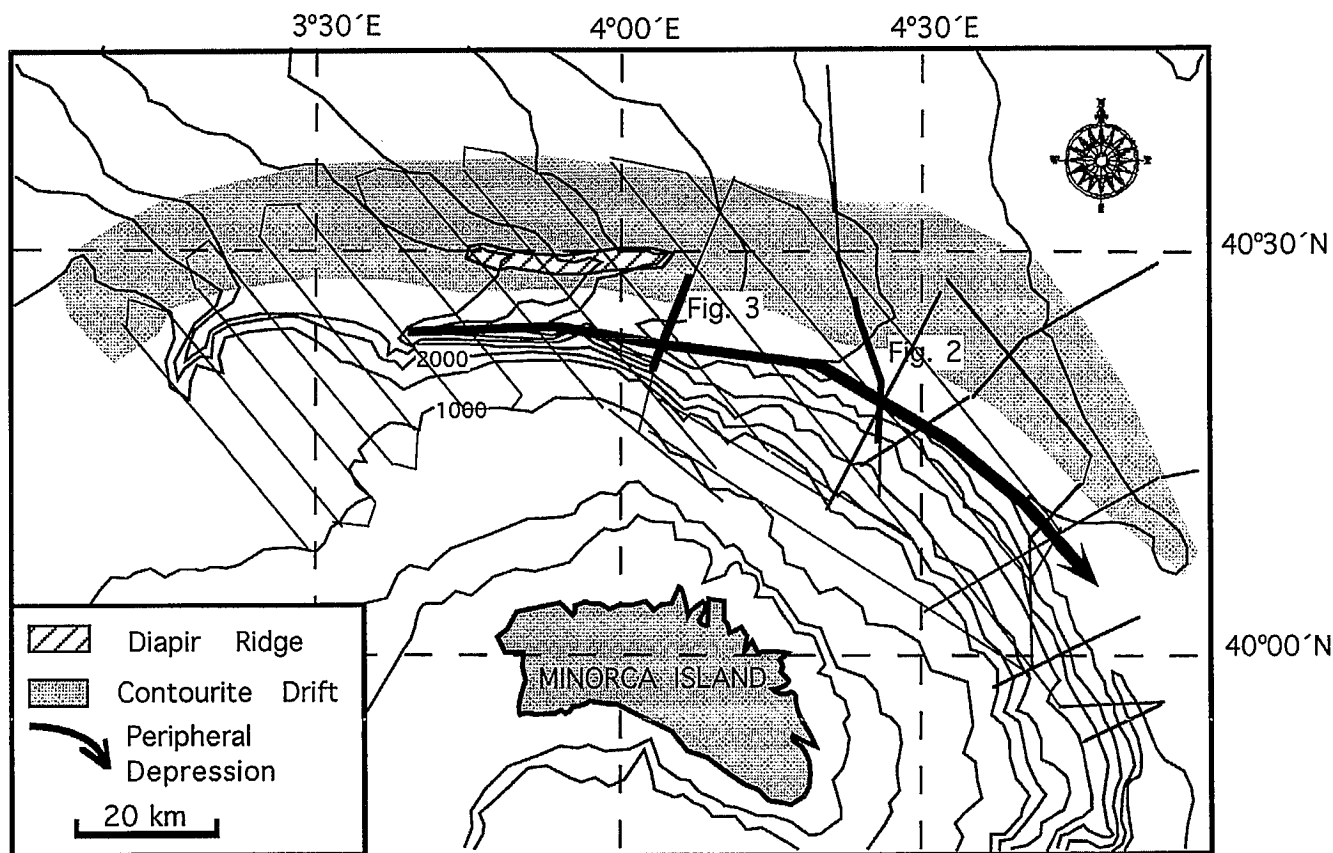 3°30´E 4°00´E 4°30´E
40°30´N
Fig. 3
Fig. 2
2000
1000
40°00´N
MINORCA ISLAND
Diapir Ridge
Contourite Drift
Peripheral
Depression
20 km